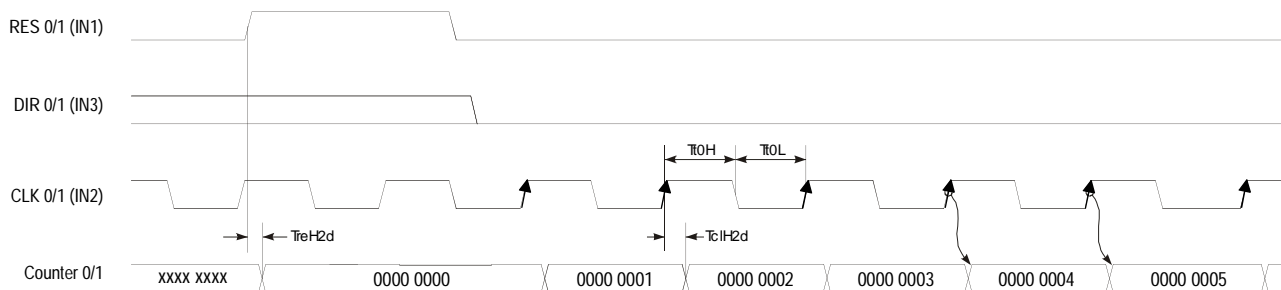 RES 0/1 (IN1)
DIR 0/1 (IN3)
Tt0H Tt0L
CLK 0/1 (IN2)
TreH2d TclH2d
Counter 0/1 xxxx xxxx 0000 0000 0000 0001 0000 0002 0000 0003 0000 0004 0000 0005